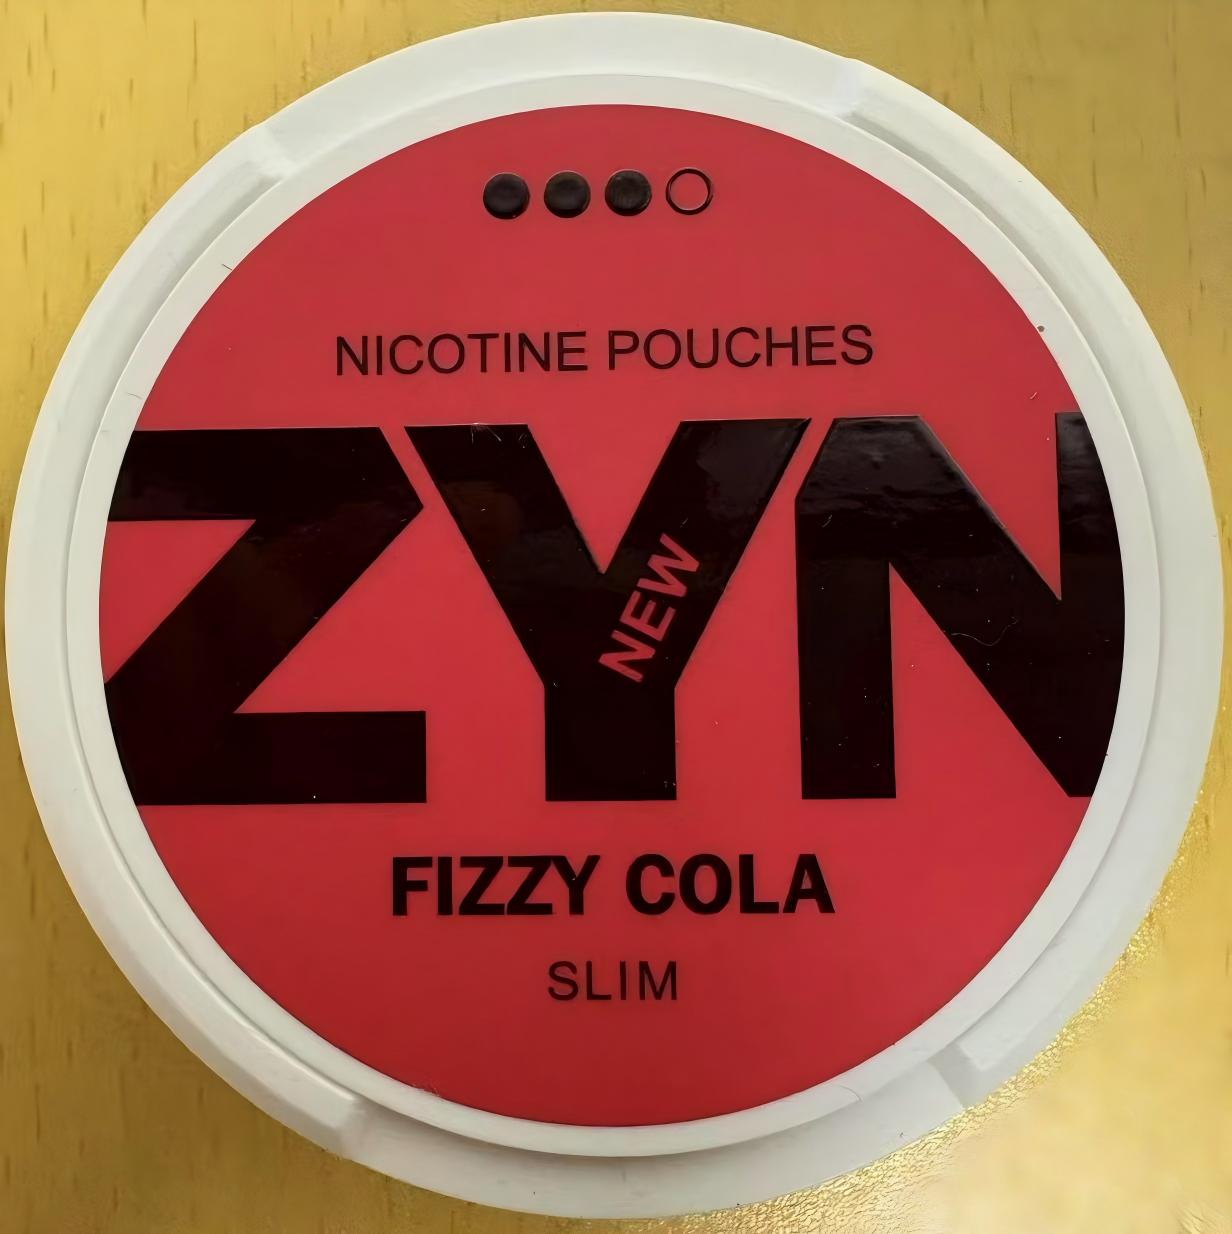 NICOTINE POUCHES
ZYN
NEW
FIZZY COLA
SLIM